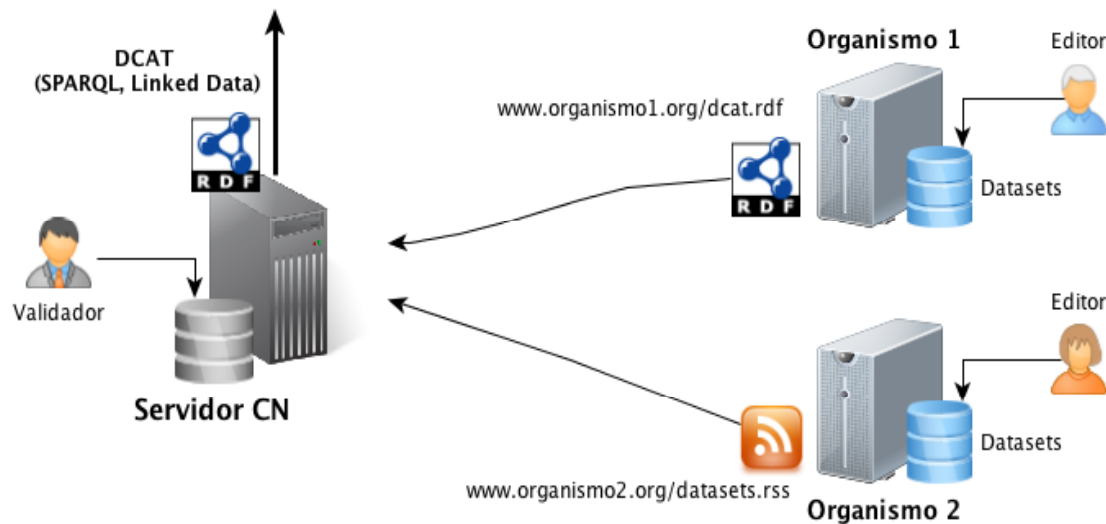 DCAT
(SPARQL, Linked Data)
RDF
Validador
Servidor CN
Organismo 1
Editor
www.organismo1.org/dcat.rdf
RDF
Datasets
Editor
Datasets
www.organismo2.org/datasets.rss
Organismo 2